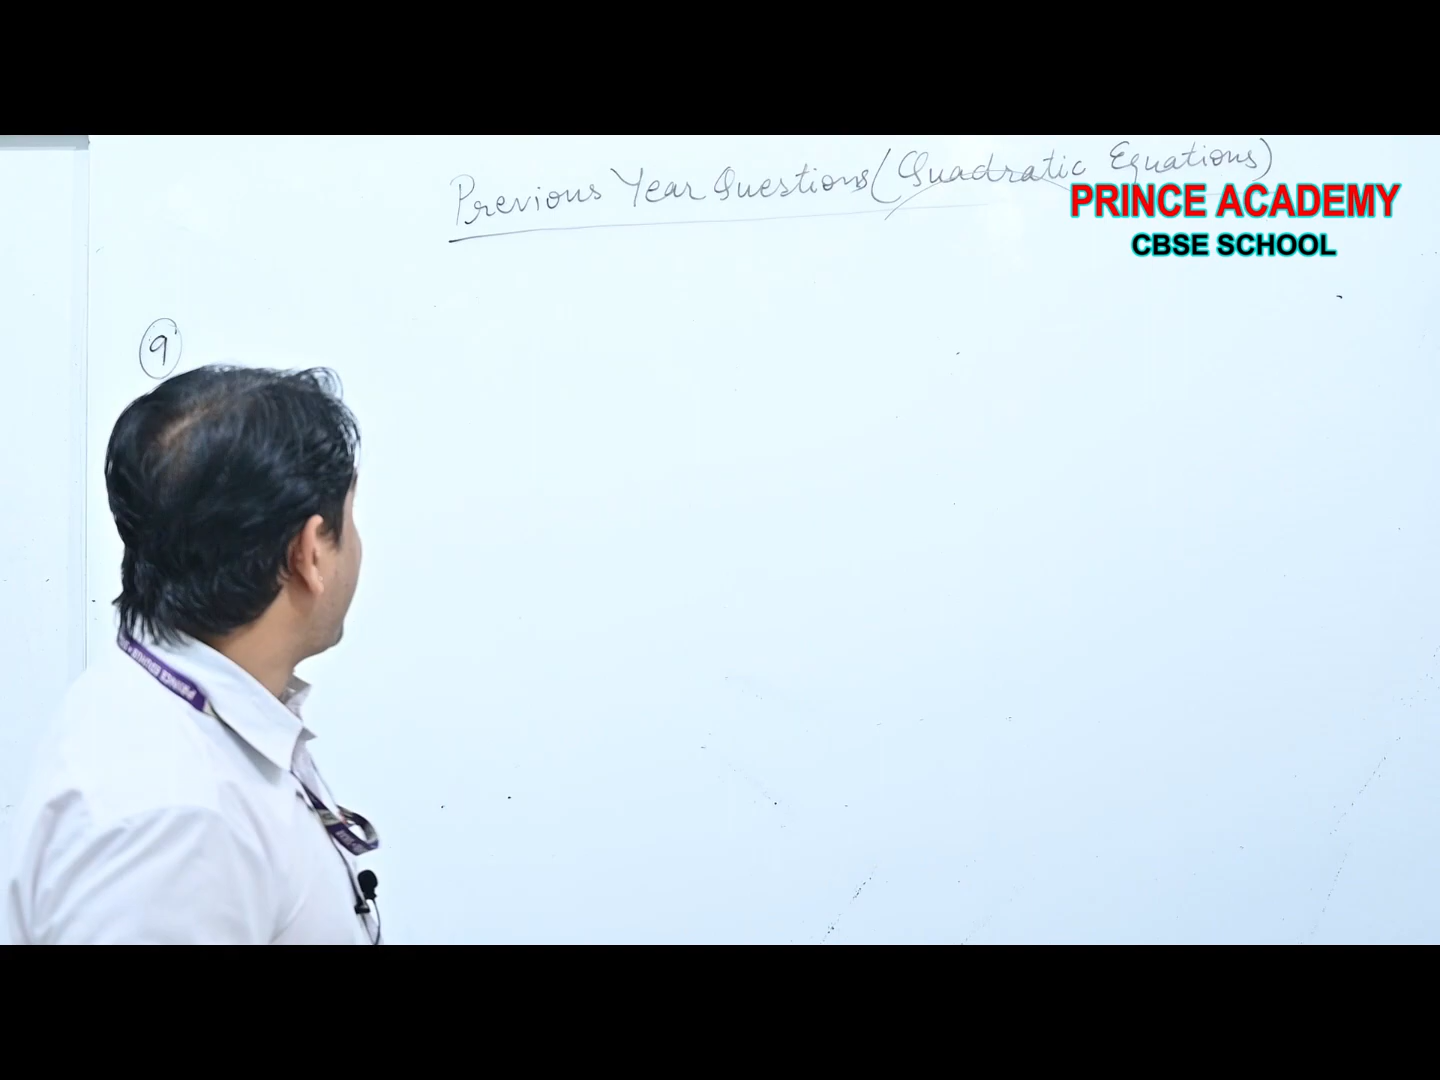 Previous Year Questions (Quadratic Equations)
PRINCE ACADEMY
CBSE SCHOOL
9